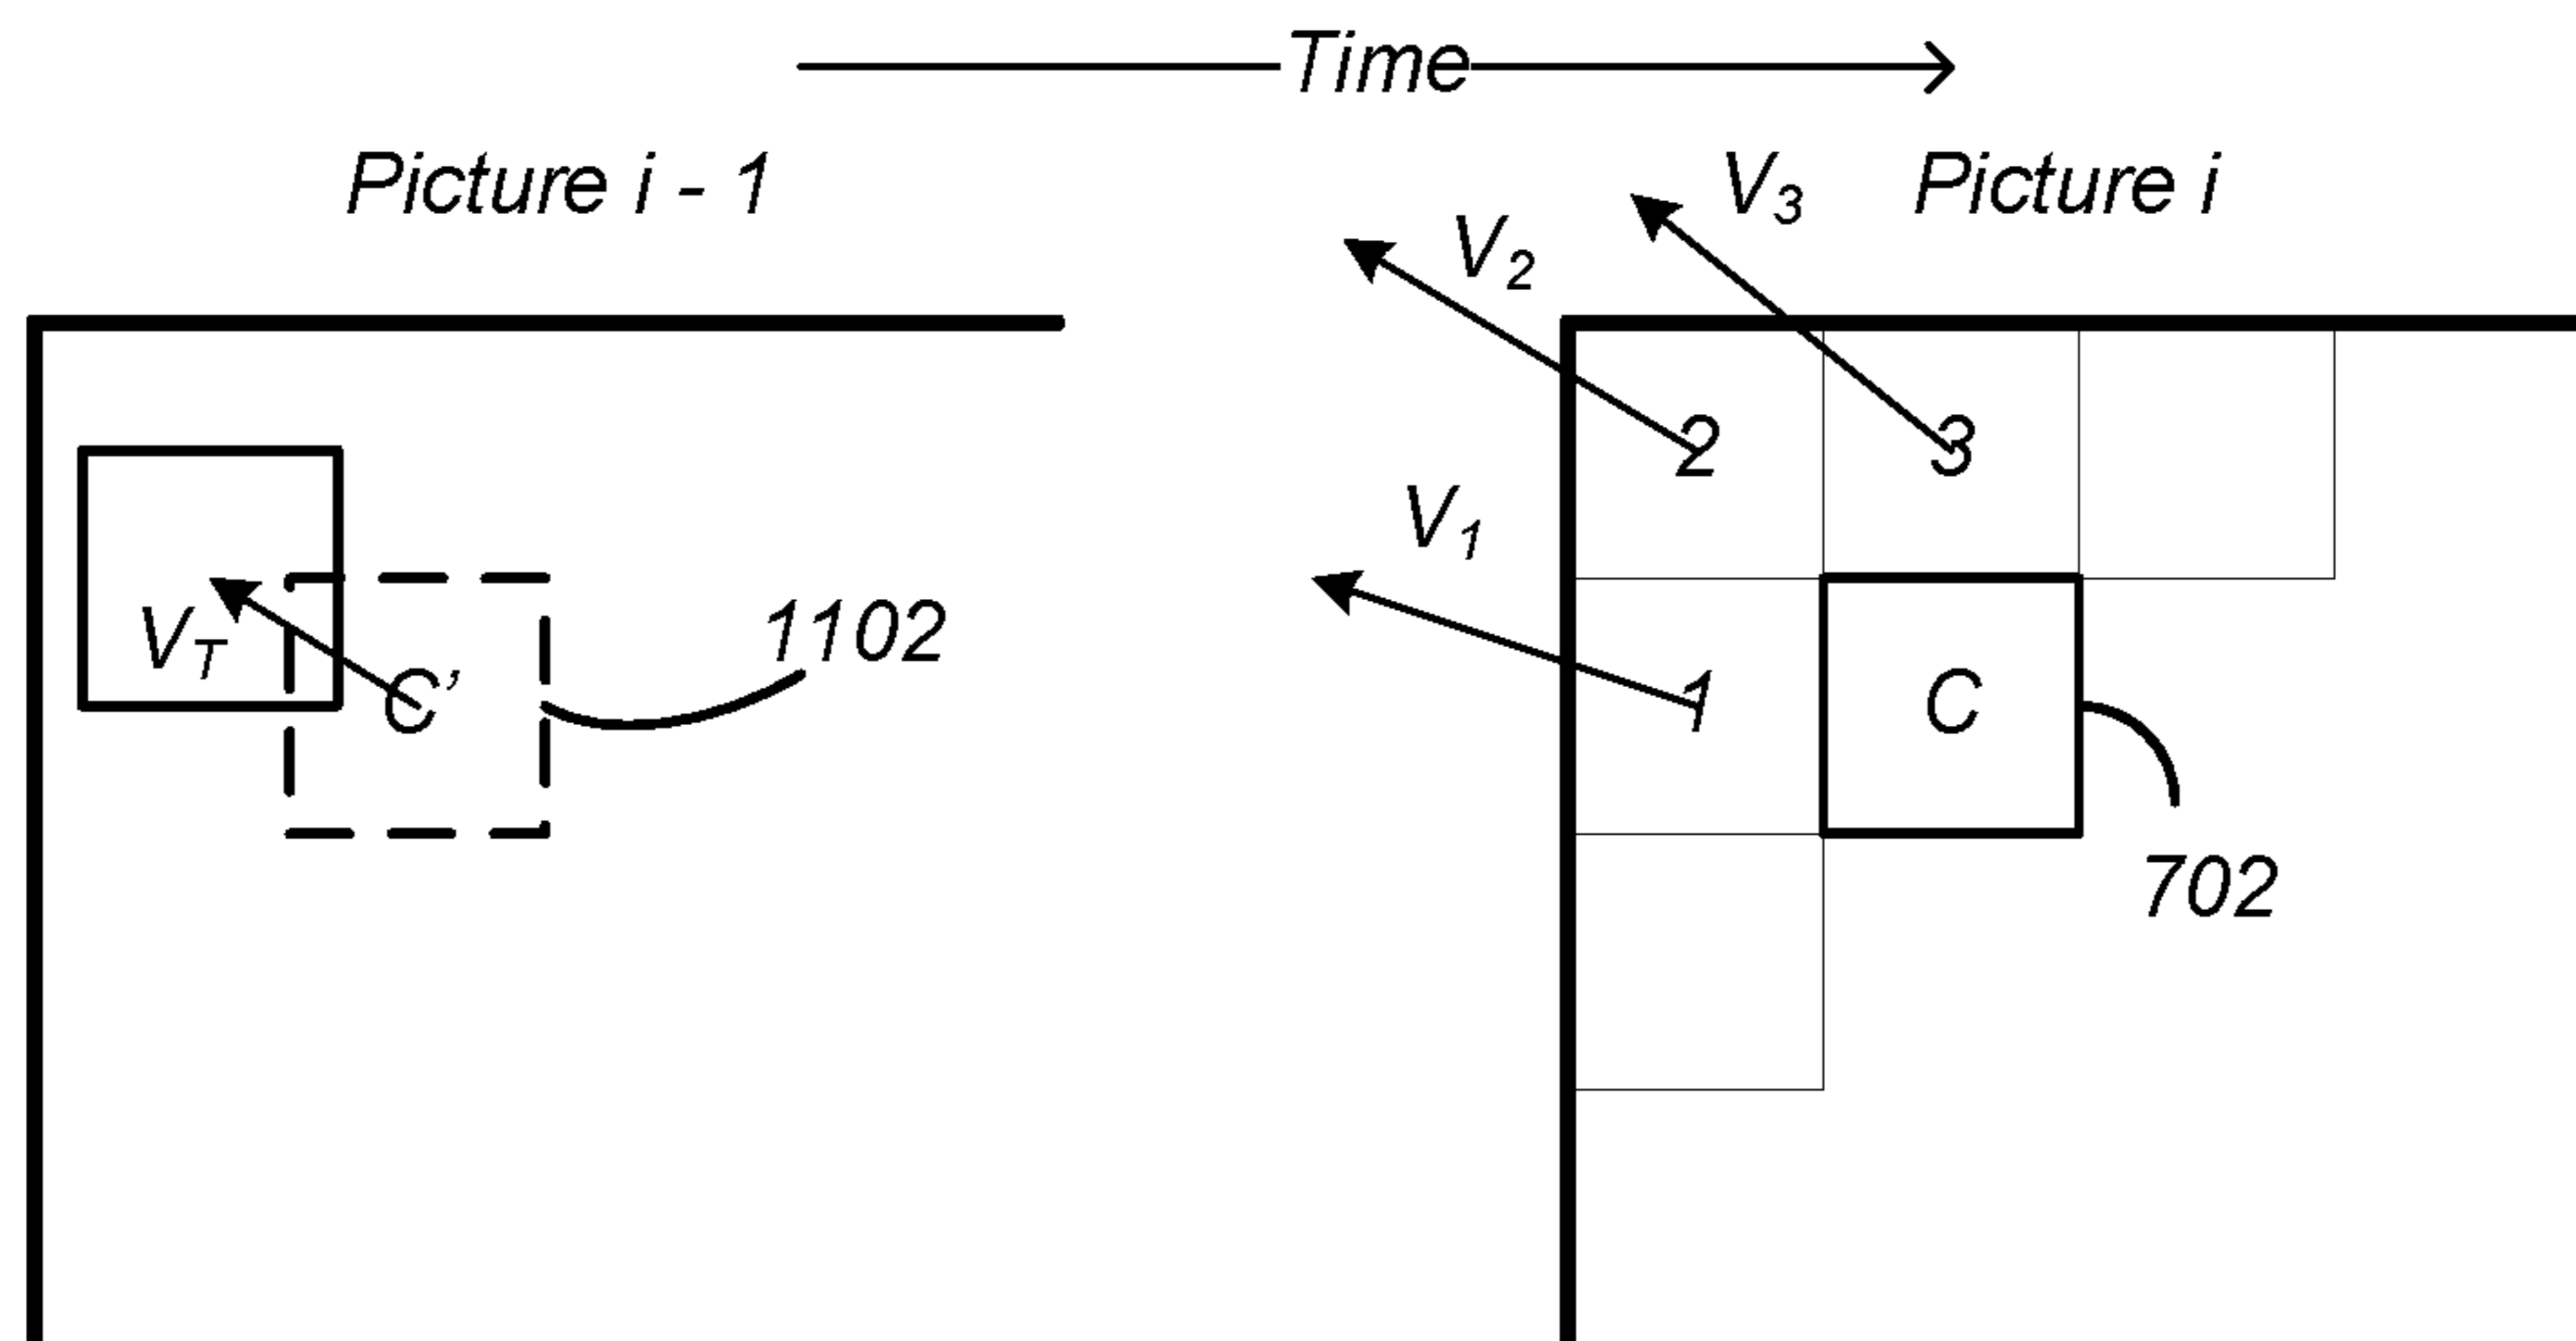 Time
Picture i - 1
V3
Picture i
V2
2
3
V1
VT
C’
1102
1
C
702